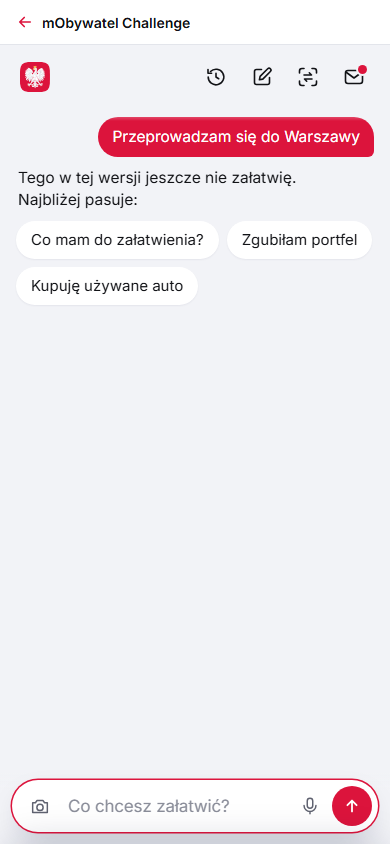 mObywatel Challenge
Przeprowadzam się do Warszawy
Tego w tej wersji jeszcze nie załatwię.
Najbliżej pasuje:
Co mam do załatwienia?
Zgubiłam portfel
Kupuję używane auto
Co chcesz załatwić?